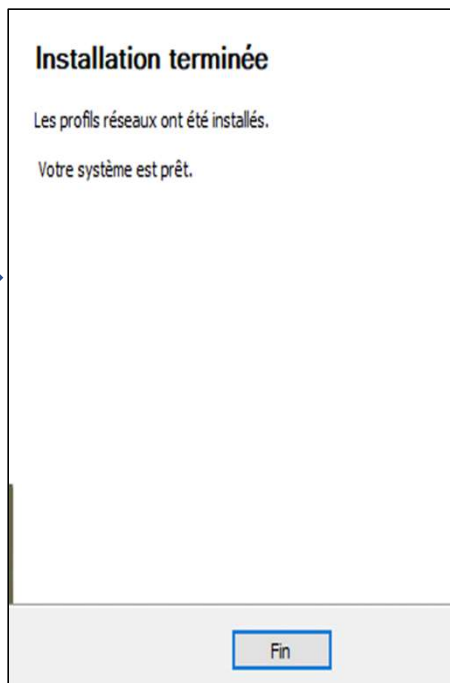 Installation terminée
Les profils réseaux ont été installés.
Votre système est prêt.
Fin